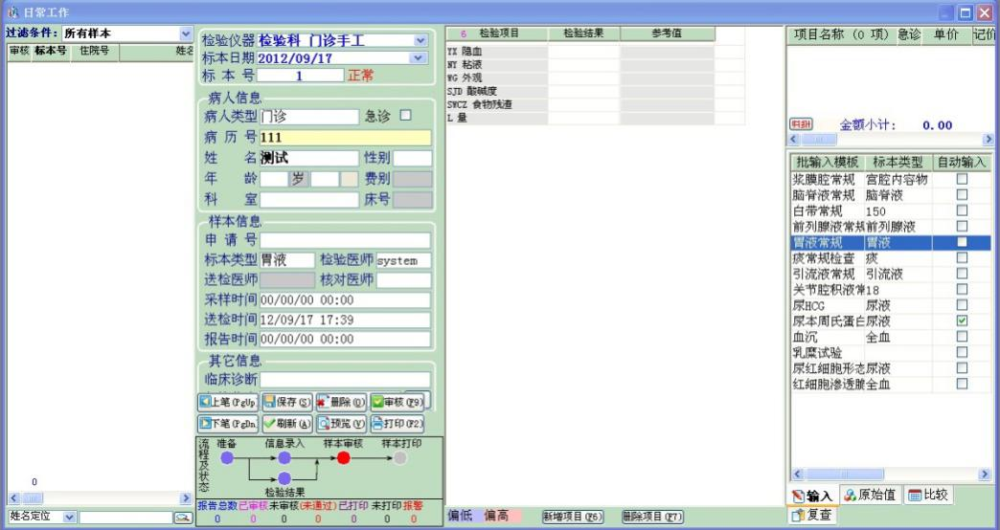 日常工作
过滤条件: 所有样本
审核 标本号 住院号 姓名
0
姓名定位
检验仪器 检验科 门诊手工
标本日期 2012/09/17
标本号 1 正常
病人信息
病人类型 门诊 急诊
病历号 111
姓名 测试 性别
年龄 岁 费别
科室 床号
样本信息
申请号
标本类型 胃液 检验医师 system
送检医师 核对医师
采样时间 00/00/00 00:00
送检时间 12/09/17 17:39
报告时间 00/00/00 00:00
其它信息
临床诊断
上笔(PgUp) 保存(S) 删除(D) 审核(F9)
下笔(PgDn) 刷新(A) 预览(V) 打印(F2)
流程及状态
准备 信息录入 样本审核 样本打印
检验结果
报告总数 已审核 未审核(未通过) 已打印 未打印 报警
0 0 0 0 0 0 0
6 检验项目 检验结果 参考值
YX 隐血
NY 粘液
WG 外观
SJD 酸碱度
SWCZ 食物残渣
L 量
偏低 偏高 新增项目(F6) 删除项目(F7)
项目名称 (0 项) 急诊 单价 记价
归组 金额小计: 0.00
批输入模板 标本类型 自动输入
浆膜腔常规 宫腔内容物
脑脊液常规 脑脊液
白带常规 150
前列腺液常规 前列腺液
胃液常规 胃液
痰常规检查 痰
引流液常规 引流液
关节腔积液常 18
尿HCG 尿液
尿本周氏蛋白 尿液
血沉 全血
乳糜试验
尿红细胞形态 尿液
红细胞渗透脆 全血
输入 原始值 比较
复查